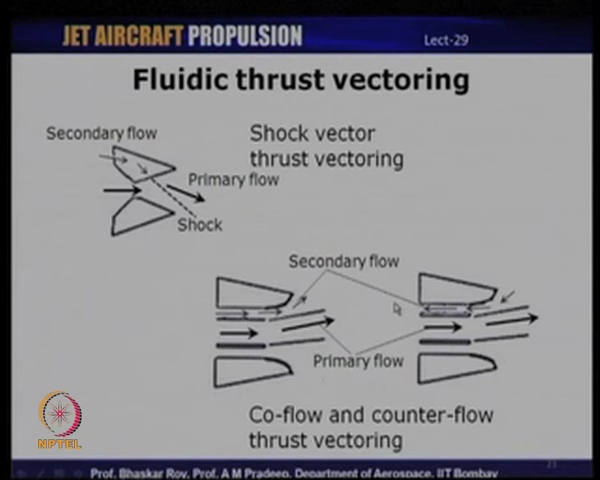 JET AIRCRAFT PROPULSION
Lect-29
Fluidic thrust vectoring
Secondary flow
Shock vector
thrust vectoring
Primary flow
Shock
Secondary flow
Primary flow
Co-flow and counter-flow
thrust vectoring
NPTEL
23
Prof. Bhaskar Roy, Prof. A M Pradeep, Department of Aerospace, IIT Bombay